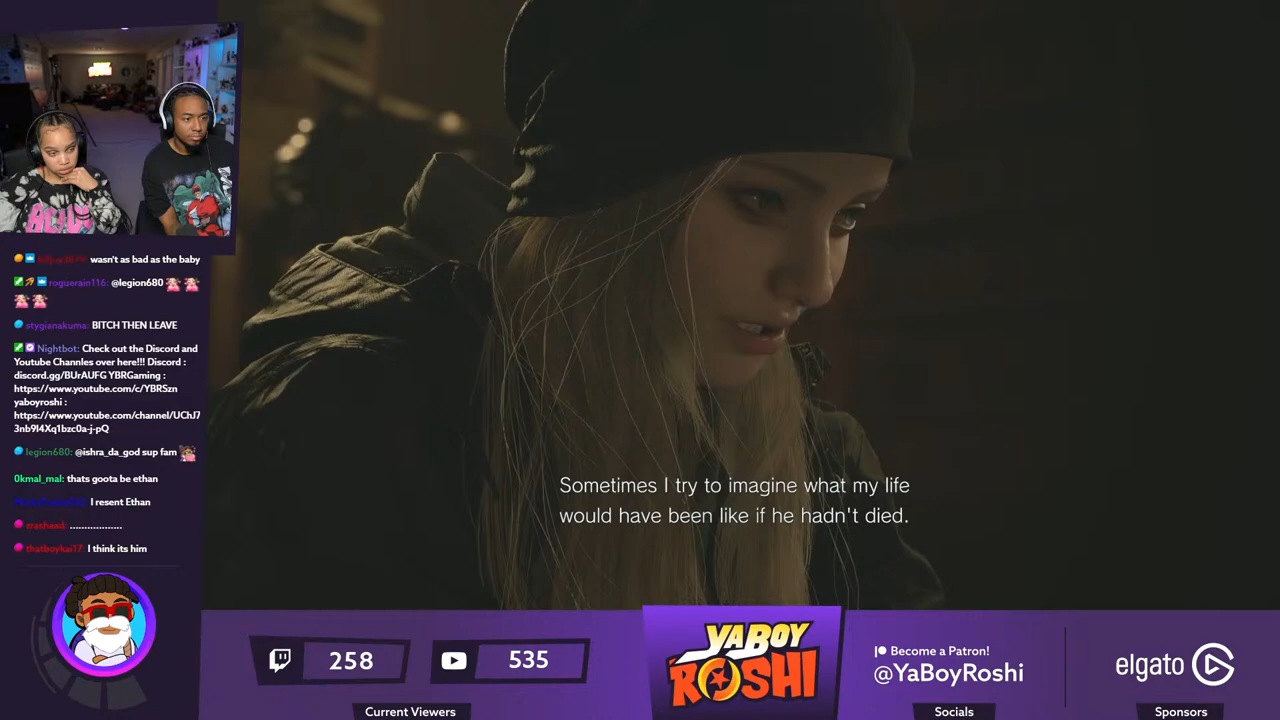 wasn't as bad as the baby
roguerain116: @legion680
stygianakuma: BITCH THEN LEAVE
Nightbot: Check out the Discord and
Youtube Channles over here!!! Discord :
discord.gg/BUrAUFG YBRGaming :
https://www.youtube.com/c/YBRSzn
yaboyroshi :
https://www.youtube.com/channel/UChJ7
3nb9l4Xq1bzc0a-j-pQ
legion680: @ishra_da_god sup fam
0kmal_mal: thats goota be ethan
I resent Ethan
trashead: ..................
thatboykai17: I think its him
Sometimes I try to imagine what my life
would have been like if he hadn't died.
258
535
Current Viewers
YABOY
ROSHI
Become a Patron!
@YaBoyRoshi
Socials
elgato
Sponsors